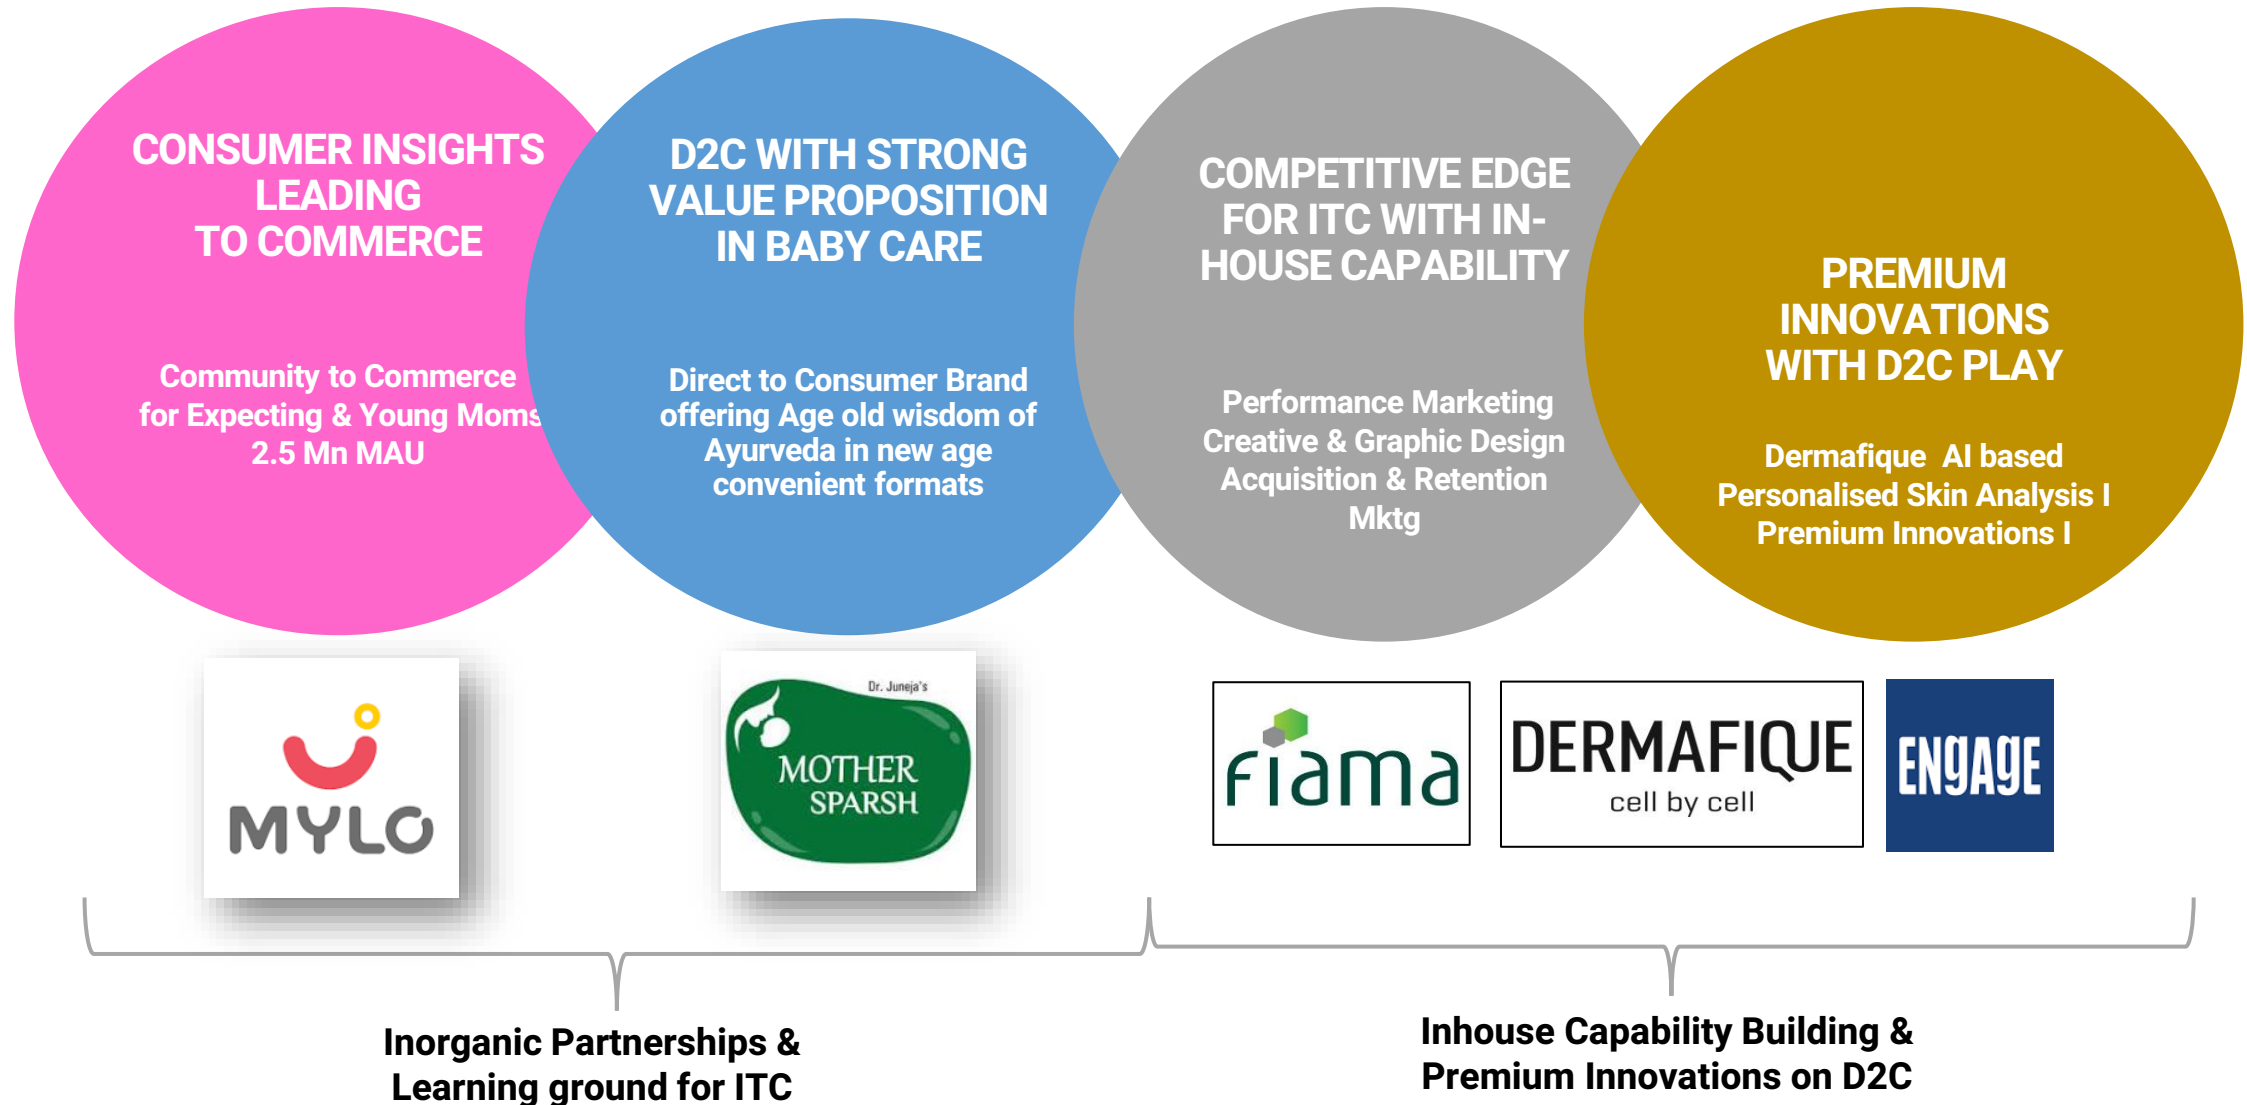 CONSUMER INSIGHTS
LEADING
TO COMMERCE
Community to Commerce
for Expecting & Young Moms
2.5 Mn MAU
D2C WITH STRONG
VALUE PROPOSITION
IN BABY CARE
Direct to Consumer Brand
offering Age old wisdom of
Ayurveda in new age
convenient formats
COMPETITIVE EDGE
FOR ITC WITH IN-
HOUSE CAPABILITY
Performance Marketing
Creative & Graphic Design
Acquisition & Retention
Mktg
PREMIUM
INNOVATIONS
WITH D2C PLAY
Dermafique AI based
Personalised Skin Analysis I
Premium Innovations I
MYLO
Dr. Juneja's
MOTHER
SPARSH
fiama
DERMAFIQUE
cell by cell
ENgAgE
Inorganic Partnerships &
Learning ground for ITC
Inhouse Capability Building &
Premium Innovations on D2C